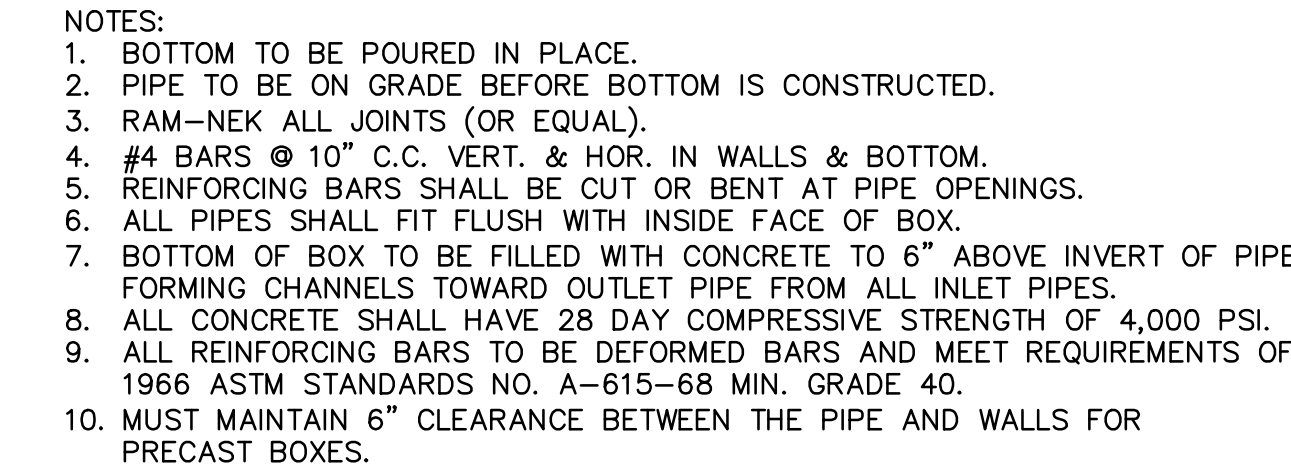 NOTES:
1. BOTTOM TO BE POURED IN PLACE.
2. PIPE TO BE ON GRADE BEFORE BOTTOM IS CONSTRUCTED.
3. RAM-NEK ALL JOINTS (OR EQUAL).
4. #4 BARS @ 10" C.C. VERT. & HOR. IN WALLS & BOTTOM.
5. REINFORCING BARS SHALL BE CUT OR BENT AT PIPE OPENINGS.
6. ALL PIPES SHALL FIT FLUSH WITH INSIDE FACE OF BOX.
7. BOTTOM OF BOX TO BE FILLED WITH CONCRETE TO 6" ABOVE INVERT OF PIPE
FORMING CHANNELS TOWARD OUTLET PIPE FROM ALL INLET PIPES.
8. ALL CONCRETE SHALL HAVE 28 DAY COMPRESSIVE STRENGTH OF 4,000 PSI.
9. ALL REINFORCING BARS TO BE DEFORMED BARS AND MEET REQUIREMENTS OF
1966 ASTM STANDARDS NO. A-615-68 MIN. GRADE 40.
10. MUST MAINTAIN 6" CLEARANCE BETWEEN THE PIPE AND WALLS FOR
PRECAST BOXES.